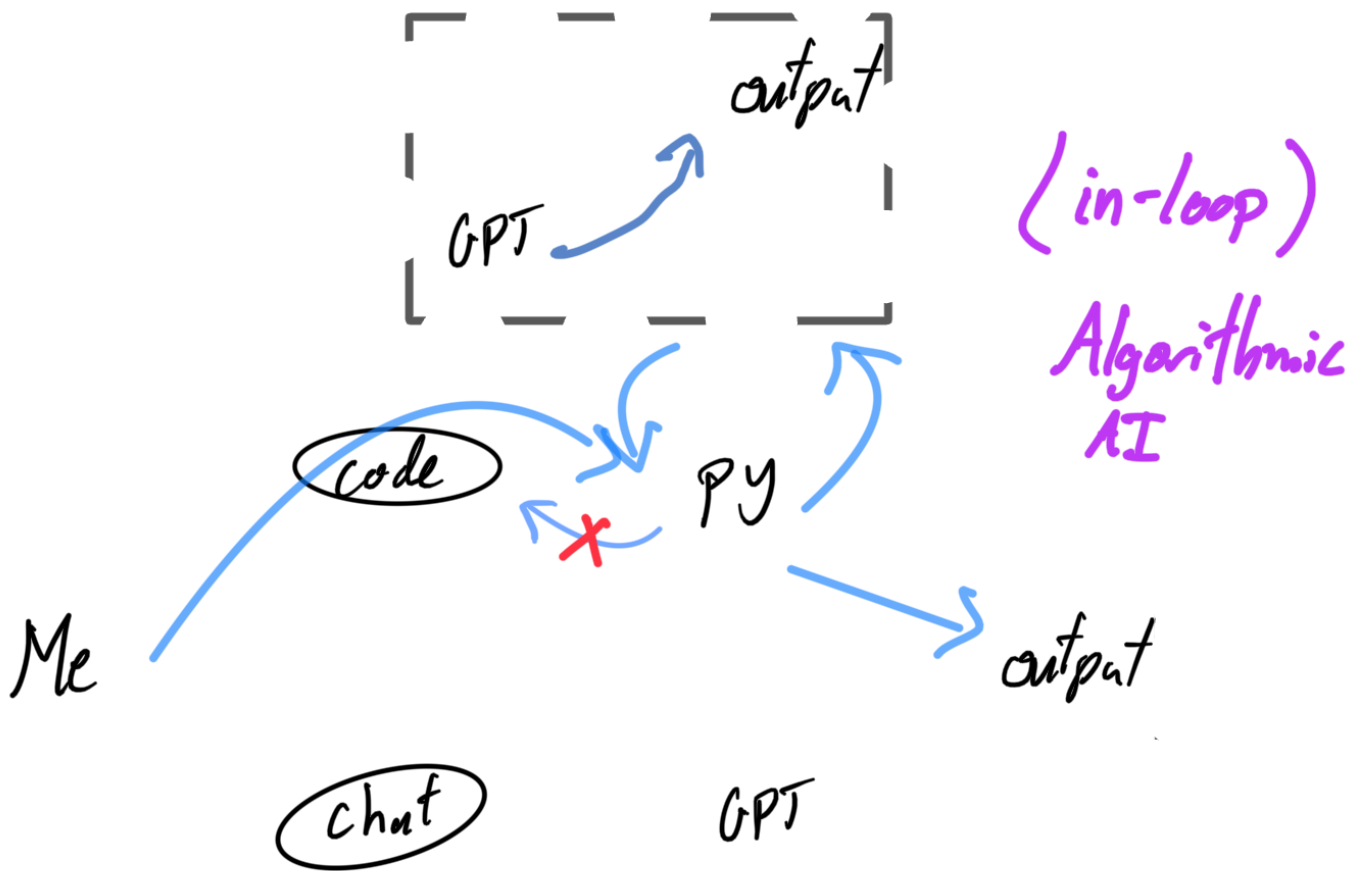 output
GPT
(in-loop)
Algorithmic
AI
code
PY
Me
output
chat
GPT